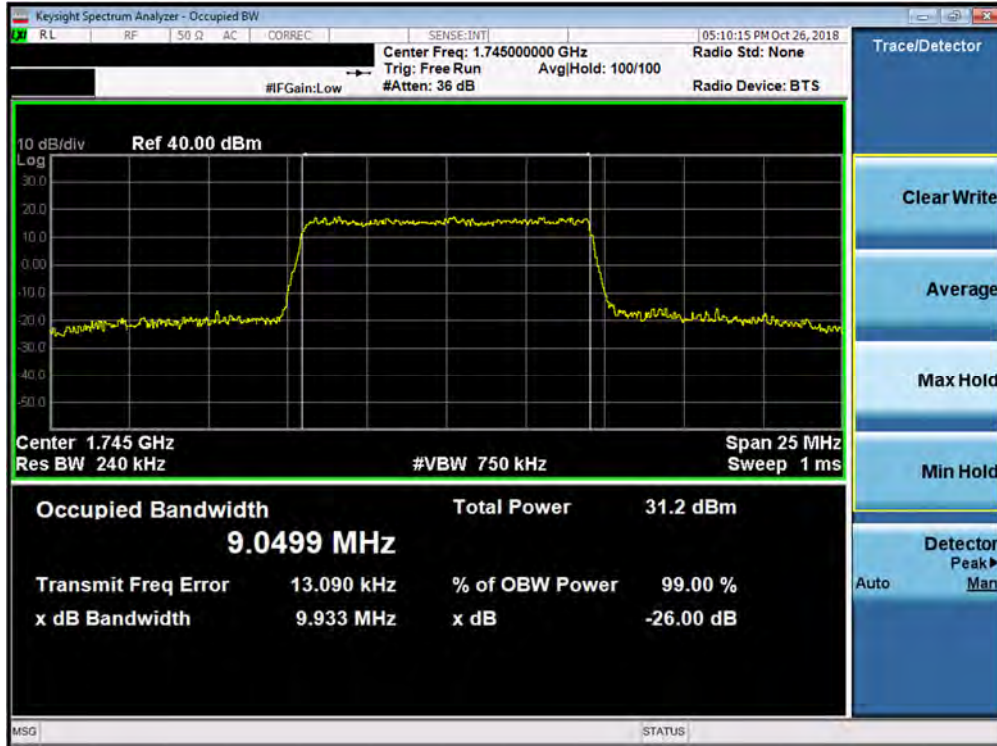 Keysight Spectrum Analyzer - Occupied BW
LXI RL RF 50 Ω AC CORREC SENSE:INT 05:10:15 PM Oct 26, 2018
Center Freq: 1.745000000 GHz Radio Std: None
Trig: Free Run Avg|Hold: 100/100
#IFGain:Low #Atten: 36 dB Radio Device: BTS
Trace/Detector
10 dB/div Ref 40.00 dBm
Log
30.0
20.0
10.0
0.00
-10.0
-20.0
-30.0
-40.0
-50.0
Center 1.745 GHz Span 25 MHz
Res BW 240 kHz #VBW 750 kHz Sweep 1 ms
Clear Write
Average
Max Hold
Min Hold
Detector
Peak▶
Auto Man
Occupied Bandwidth Total Power 31.2 dBm
9.0499 MHz
Transmit Freq Error 13.090 kHz % of OBW Power 99.00 %
x dB Bandwidth 9.933 MHz x dB -26.00 dB
MSG STATUS